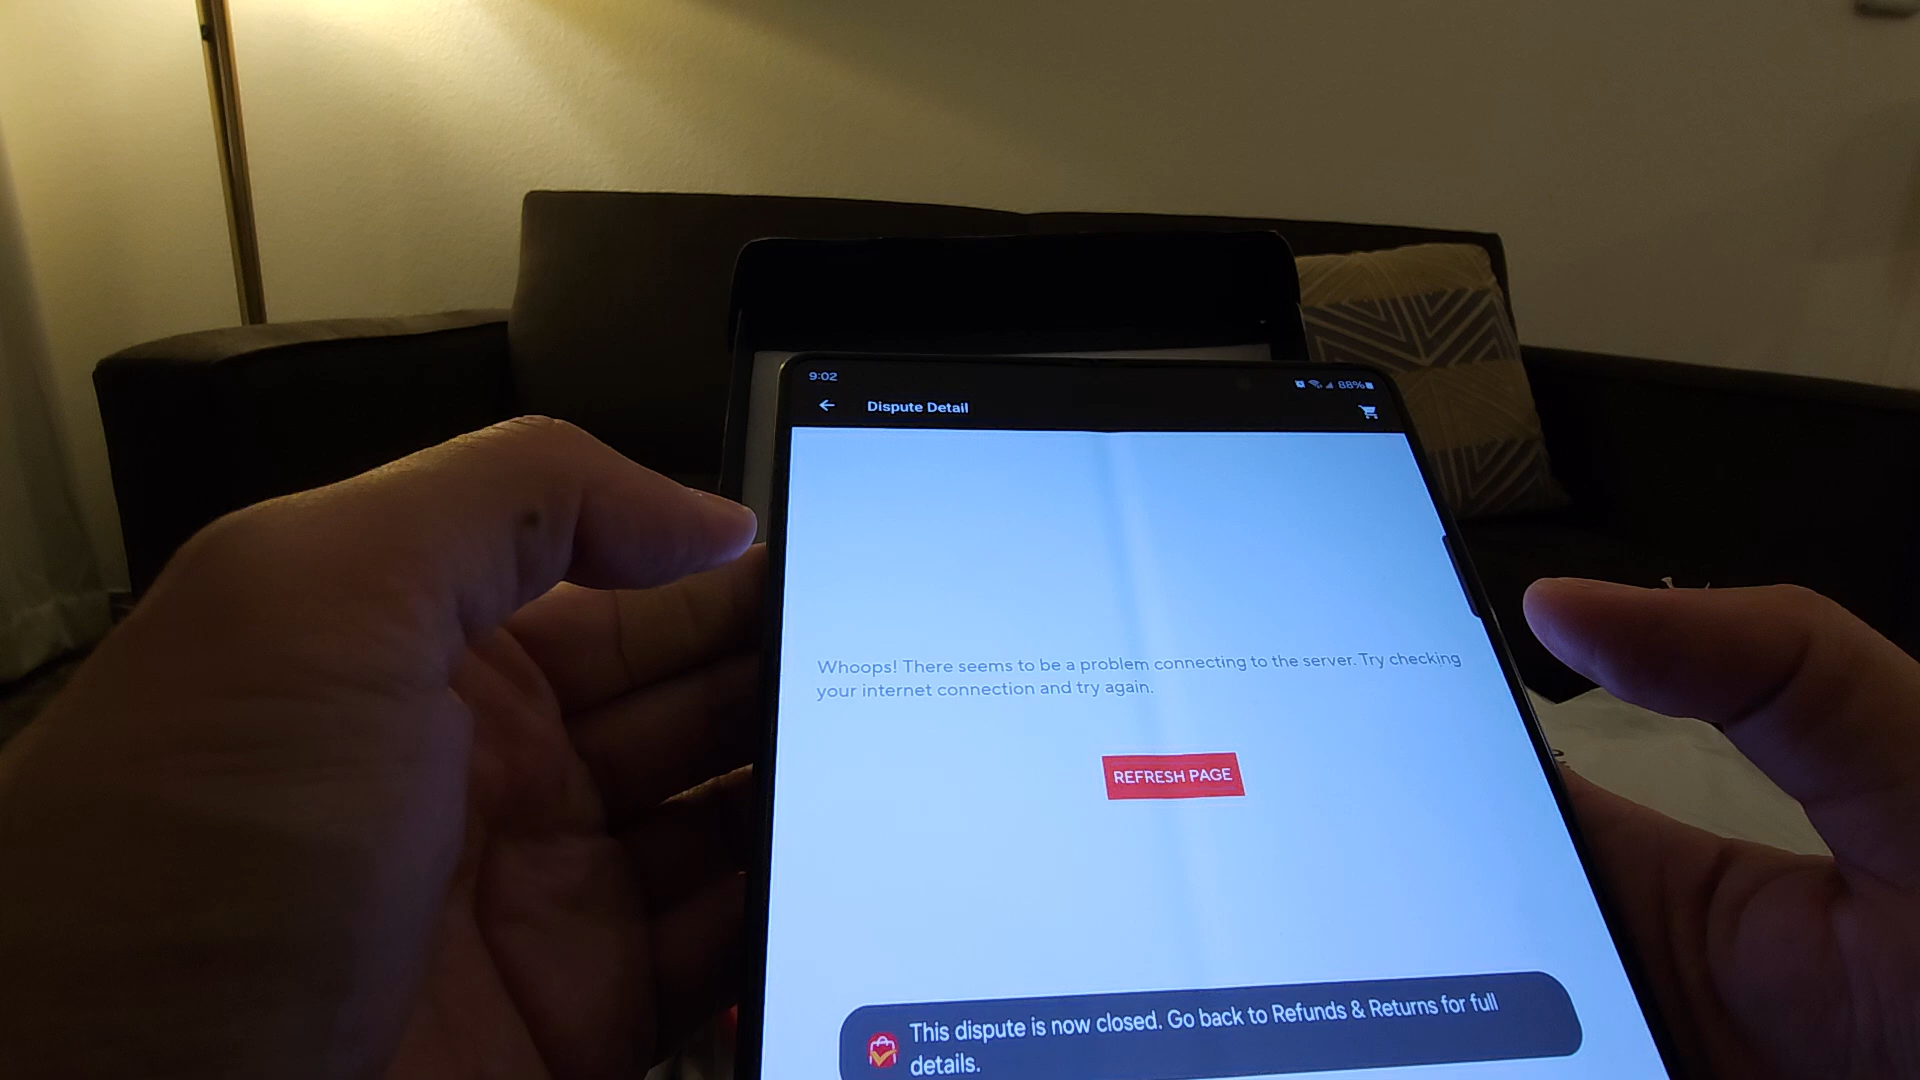 9:02
88%
Dispute Detail
Whoops! There seems to be a problem connecting to the server. Try checking
your internet connection and try again.
REFRESH PAGE
This dispute is now closed. Go back to Refunds & Returns for full
details.